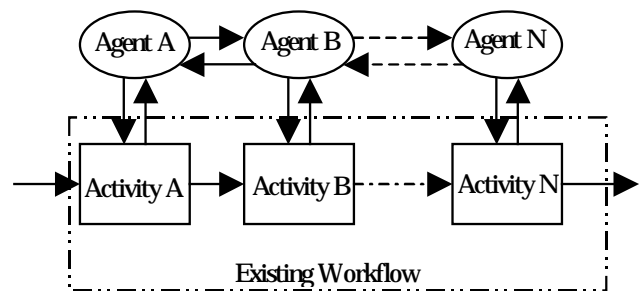 Agent A
Agent B
Agent N
Activity A
Activity B
Activity N
Existing Workflow